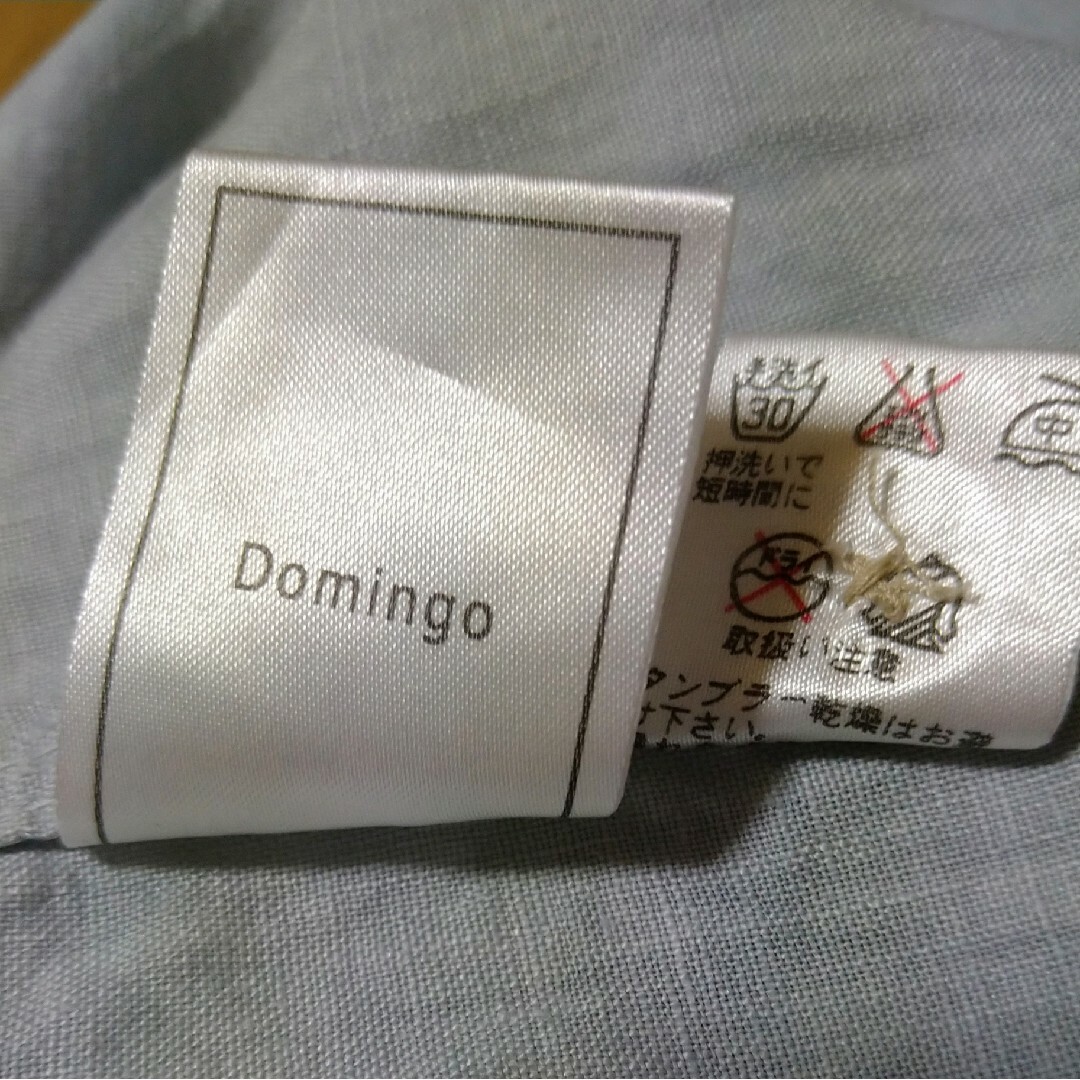 Domingo
手洗イ
30
中
押洗いで
短時間に
ドライ
取扱い注意
タンブラー乾燥はお避
け下さい。